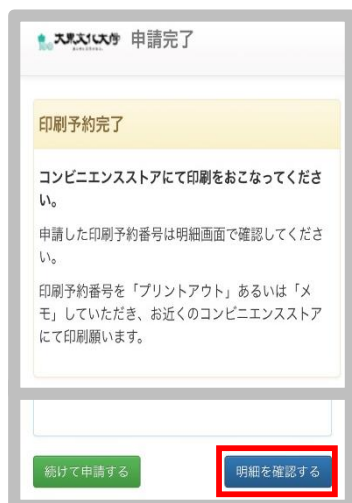 大東文化大学 申請完了
印刷予約完了
コンビニエンスストアにて印刷をおこなってくださ
い。
申請した印刷予約番号は明細画面で確認してくださ
い。
印刷予約番号を「プリントアウト」あるいは「メ
モ」していただき、お近くのコンビニエンスストア
にて印刷願います。
続けて申請する
明細を確認する